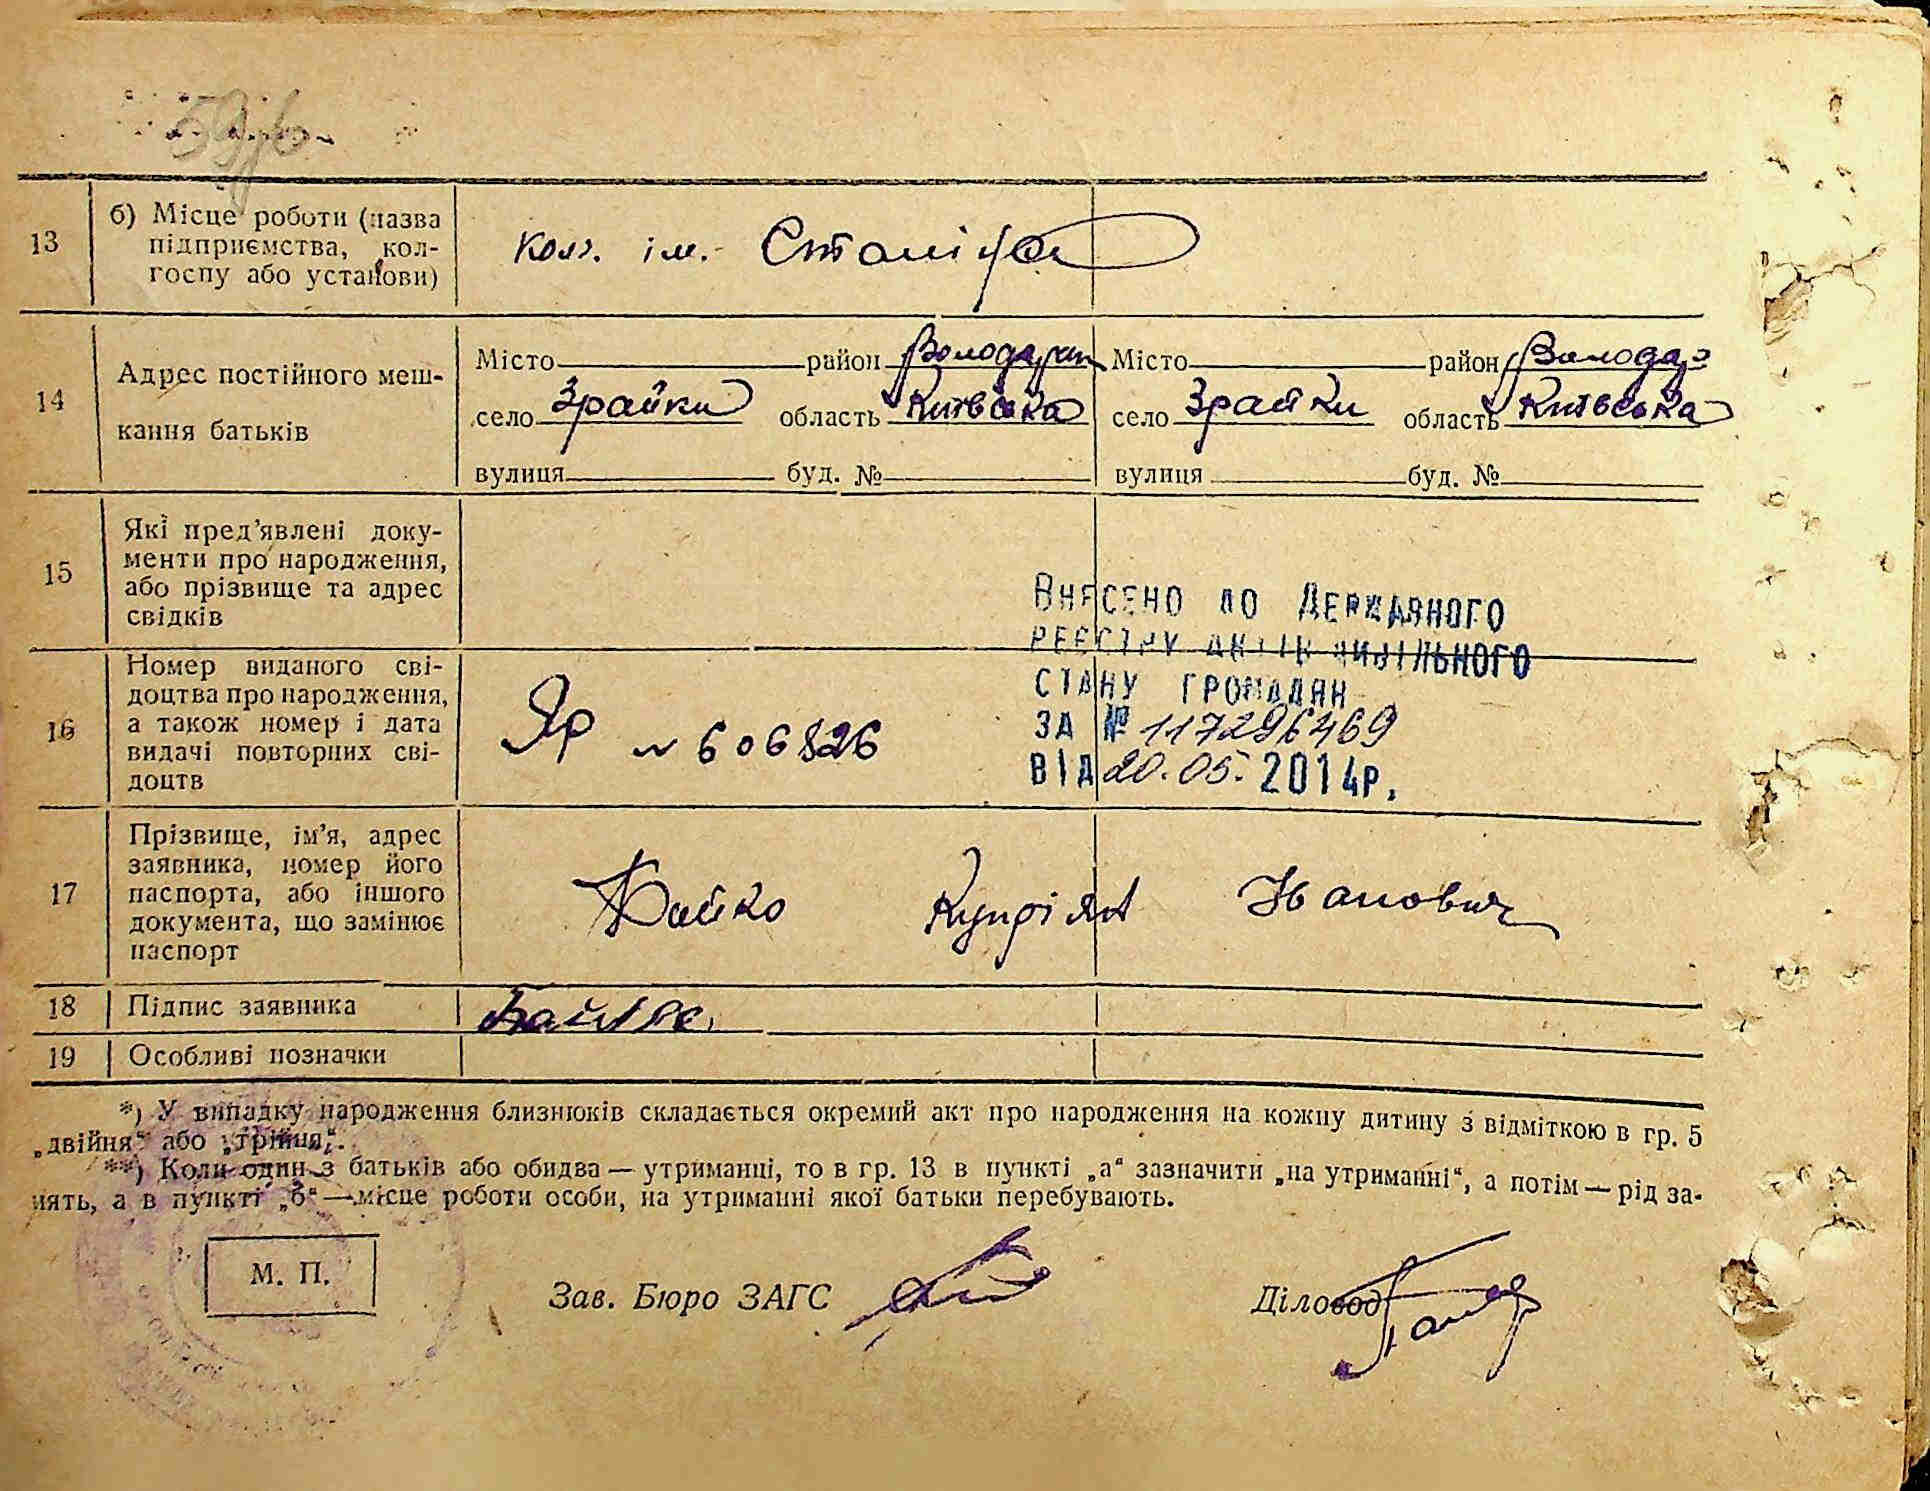 13
б) Місце роботи (назва
підприємства, кол-
госпу або установи)
колг. ім. Сталіна
14
Адрес постійного меш-
кання батьків
Місто район Володарськ Місто район Володар
село Зрайки область Київська село Зрайки область Київська
вулиця буд. № вулиця буд. №
15
Які пред'явлені доку-
менти про народження,
або прізвище та адрес
свідків
16
Номер виданого сві-
доцтва про народження,
а також номер і дата
видачі повторних сві-
доцтв
Яр № 606826
ВНЕСЕНО ДО ДЕРЖАВНОГО
РЕЄСТРУ АКТІВ ЦИВІЛЬНОГО
СТАНУ ГРОМАДЯН
ЗА № 117296469
ВІД 20.05.2014Р.
17
Прізвище, ім'я, адрес
заявника, номер його
паспорта, або іншого
документа, що замінює
паспорт
Байко Купріян Іванович
18 Підпис заявника
19 Особливі позначки
*) У випадку народження близнюків складається окремий акт про народження на кожну дитину з відміткою в гр. 5
„двійня“ або „трійня“.
**) Коли один з батьків або обидва — утриманці, то в гр. 13 в пункті „а“ зазначити „на утриманні“, а потім — рід за-
нять, а в пункті „б“ — місце роботи особи, на утриманні якої батьки перебувають.
М. П.
Зав. Бюро ЗАГС
Діловод